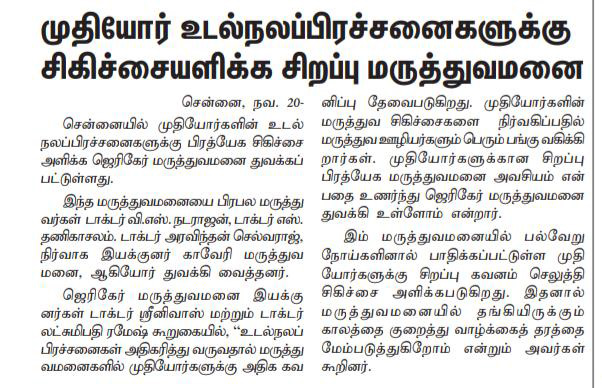 முதியோர் உடல்நலப்பிரச்சனைகளுக்கு
சிகிச்சையளிக்க சிறப்பு மருத்துவமனை
சென்னை, நவ. 20-
சென்னையில் முதியோர்களின் உடல்
நலப்பிரச்சனைகளுக்கு பிரத்யேக சிகிச்சை
அளிக்க ஜெரிகேர் மருத்துவமனை துவக்கப்
பட்டுள்ளது.
இந்த மருத்துவமனையை பிரபல மருத்து
வர்கள் டாக்டர் வி.எஸ். நடராஜன், டாக்டர் எஸ்.
தணிகாசலம். டாக்டர் அரவிந்தன் செல்வராஜ்,
நிர்வாக இயக்குனர் காவேரி மருத்துவ
மனை, ஆகியோர் துவக்கி வைத்தனர்.
ஜெரிகேர் மருத்துவமனை இயக்கு
னர்கள் டாக்டர் ஸ்ரீனிவாஸ் மற்றும் டாக்டர்
லட்சுமிபதி ரமேஷ் கூறுகையில், “உடல்நலப்
பிரச்சனைகள் அதிகரித்து வருவதால் மருத்து
வமனைகளில் முதியோர்களுக்கு அதிக கவ
னிப்பு தேவைபடுகிறது. முதியோர்களின்
மருத்துவ சிகிச்சைகளை நிர்வகிப்பதில்
மருத்துவ ஊழியர்களும் பெரும் பங்கு வகிக்கி
றார்கள். முதியோர்களுக்கான சிறப்பு
பிரத்யேக மருத்துவமனை அவசியம் என்
பதை உணர்ந்து ஜெரிகேர் மருத்துவமனை
துவக்கி உள்ளோம் என்றார்.
இம் மருத்துவமனையில் பல்வேறு
நோய்களினால் பாதிக்கப்பட்டுள்ள முதி
யோர்களுக்கு சிறப்பு கவனம் செலுத்தி
சிகிச்சை அளிக்கபடுகிறது. இதனால்
மருத்துவமனையில் தங்கியிருக்கும்
காலத்தை குறைத்து வாழ்க்கைத் தரத்தை
மேம்படுத்துகிறோம் என்றும் அவர்கள்
கூறினர்.